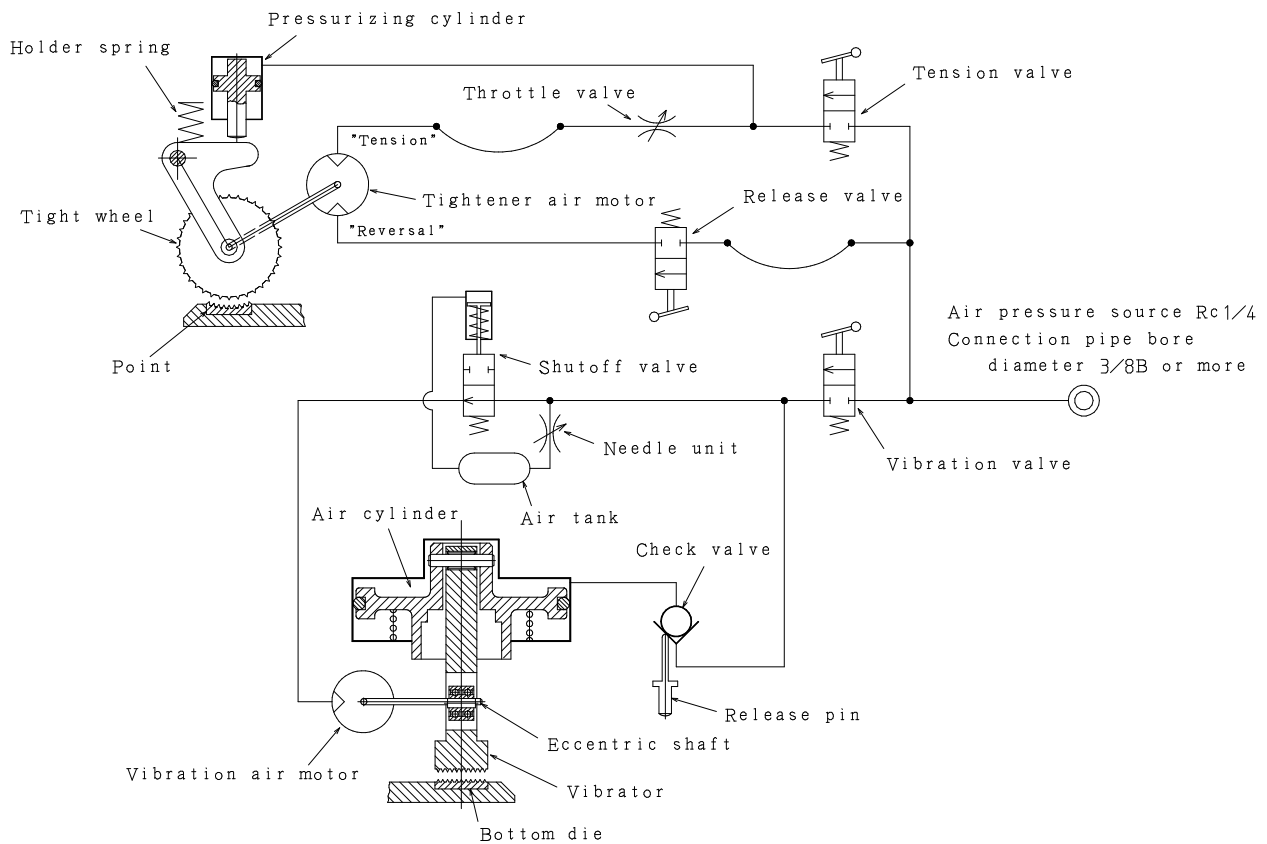 Pressurizing cylinder
Holder spring
Tension valve
Throttle valve
"Tension"
Tightener air motor
Release valve
Tight wheel
"Reversal"
Air pressure source Rc1/4
Connection pipe bore
diameter 3/8B or more
Point
Shutoff valve
Needle unit
Vibration valve
Air cylinder
Air tank
Check valve
Release pin
Eccentric shaft
Vibration air motor
Vibrator
Bottom die